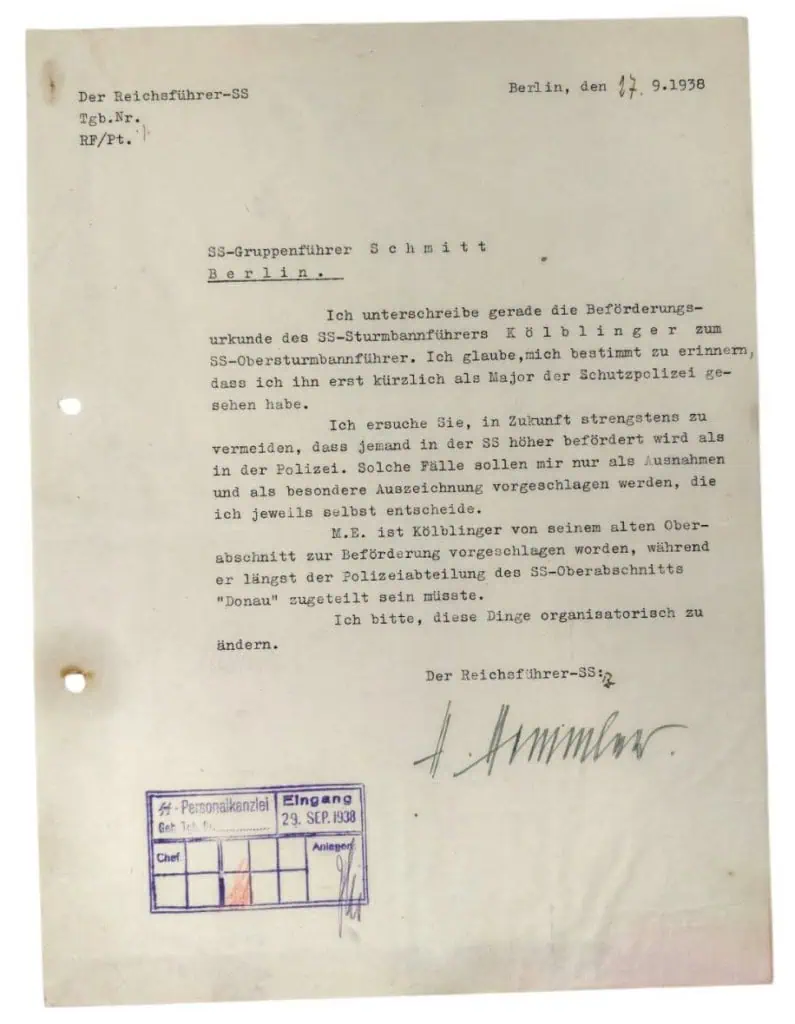 Der Reichsführer-SS
Berlin, den 17. 9.1938
Tgb.Nr.
RF/Pt.
SS-Gruppenführer S c h m i t t
B e r l i n .
Ich unterschreibe gerade die Beförderungs-
urkunde des SS-Sturmbannführers K ö l b l i n g e r zum
SS-Obersturmbannführer. Ich glaube,mich bestimmt zu erinnern,
dass ich ihn erst kürzlich als Major der Schutzpolizei ge-
sehen habe.
Ich ersuche Sie, in Zukunft strengstens zu
vermeiden, dass jemand in der SS höher befördert wird als
in der Polizei. Solche Fälle sollen mir nur als Ausnahmen
und als besondere Auszeichnung vorgeschlagen werden, die
ich jeweils selbst entscheide.
M.E. ist Kölblinger von seinem alten Ober-
abschnitt zur Beförderung vorgeschlagen worden, während
er längst der Polizeiabteilung des SS-Oberabschnitts
"Donau" zugeteilt sein müsste.
Ich bitte, diese Dinge organisatorisch zu
ändern.
Der Reichsführer-SS:
H. Himmler.
SS-Personalkanzlei
Eingang
29. SEP. 1938
Chef
Anlagen